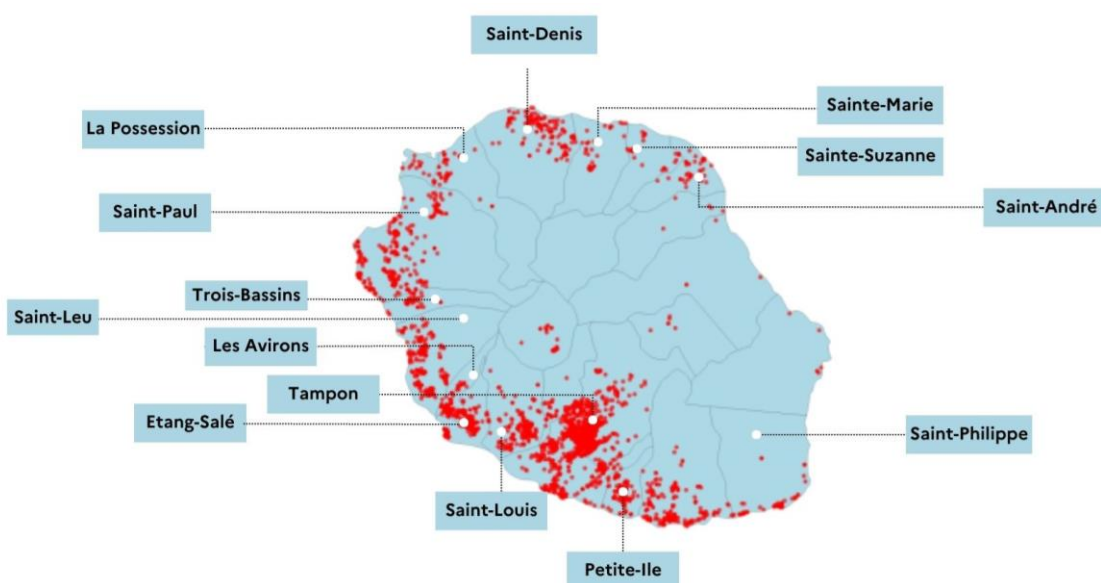 Saint-Denis
Sainte-Marie
La Possession
Sainte-Suzanne
Saint-Paul
Saint-André
Trois-Bassins
Saint-Leu
Les Avirons
Tampon
Etang-Salé
Saint-Philippe
Saint-Louis
Petite-Ile